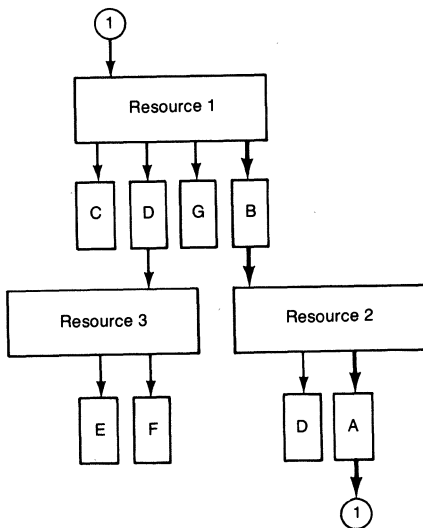 1
Resource 1
C D G B
Resource 3
Resource 2
E F
D A
1